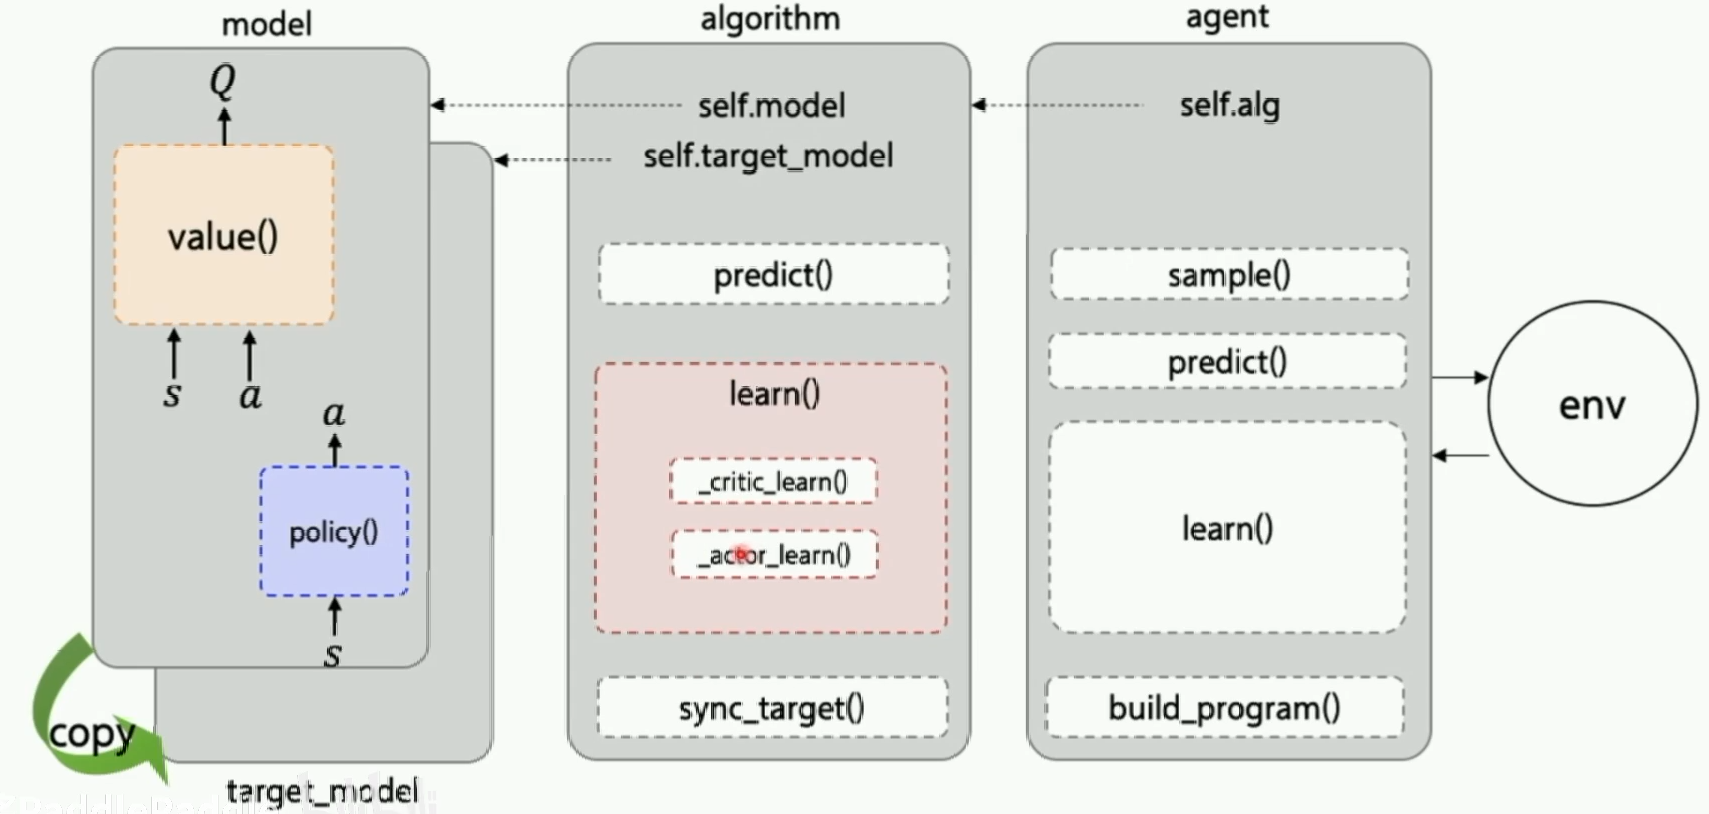 model
Q
value()
s a
a
policy()
s
copy
target_model
algorithm
self.model
self.target_model
predict()
learn()
_critic_learn()
_actor_learn()
sync_target()
agent
self.alg
sample()
predict()
learn()
build_program()
env